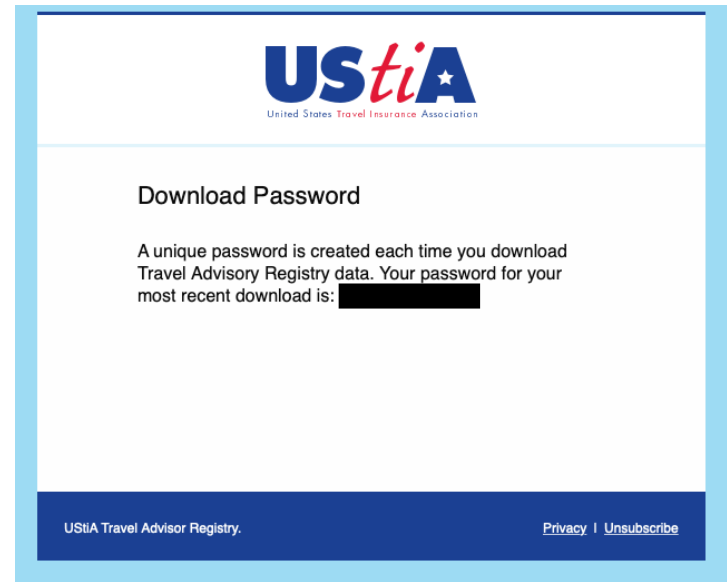 UStiA
United States Travel Insurance Association
Download Password
A unique password is created each time you download
Travel Advisory Registry data. Your password for your
most recent download is:
UStiA Travel Advisor Registry.
Privacy | Unsubscribe